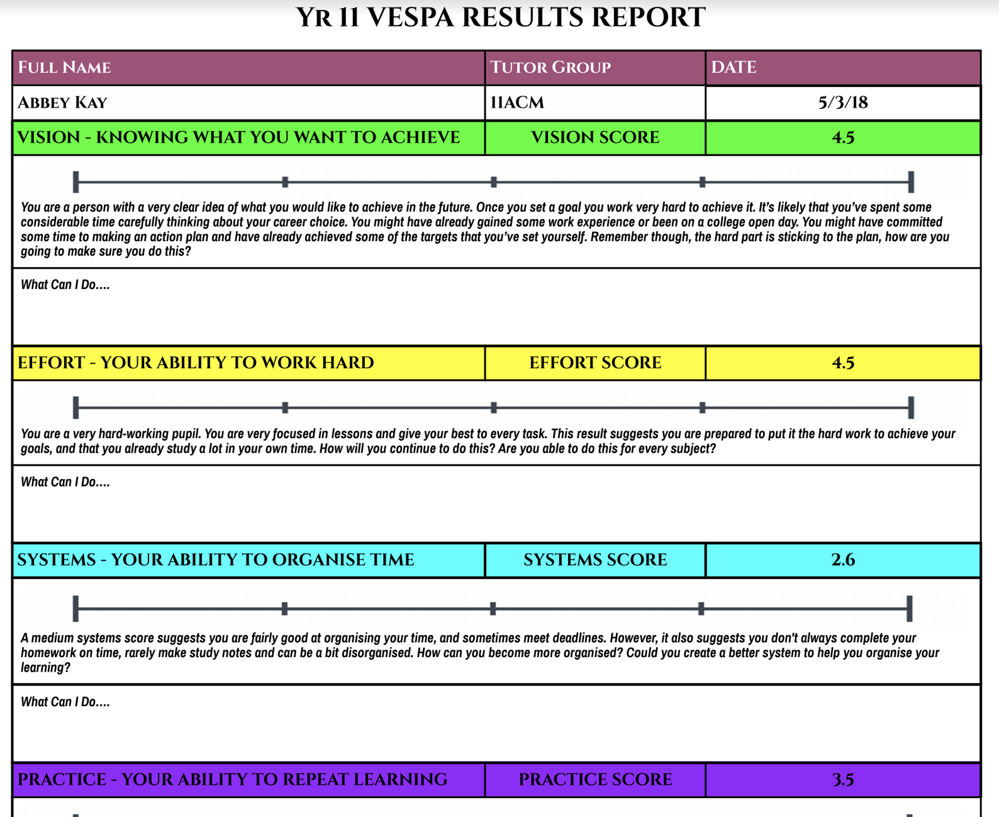 Yr 11 VESPA RESULTS REPORT
Full Name
Tutor Group
DATE
Abbey Kay
11ACM
5/3/18
VISION - KNOWING WHAT YOU WANT TO ACHIEVE
VISION SCORE
4.5
You are a person with a very clear idea of what you would like to achieve in the future. Once you set a goal you work very hard to achieve it. It's likely that you've spent some
considerable time carefully thinking about your career choice. You might have already gained some work experience or been on a college open day. You might have committed
some time to making an action plan and have already achieved some of the targets that you've set yourself. Remember though, the hard part is sticking to the plan, how are you
going to make sure you do this?
What Can I Do....
EFFORT - YOUR ABILITY TO WORK HARD
EFFORT SCORE
4.5
You are a very hard-working pupil. You are very focused in lessons and give your best to every task. This result suggests you are prepared to put it the hard work to achieve your
goals, and that you already study a lot in your own time. How will you continue to do this? Are you able to do this for every subject?
What Can I Do....
SYSTEMS - YOUR ABILITY TO ORGANISE TIME
SYSTEMS SCORE
2.6
A medium systems score suggests you are fairly good at organising your time, and sometimes meet deadlines. However, it also suggests you don't always complete your
homework on time, rarely make study notes and can be a bit disorganised. How can you become more organised? Could you create a better system to help you organise your
learning?
What Can I Do....
PRACTICE - YOUR ABILITY TO REPEAT LEARNING
PRACTICE SCORE
3.5